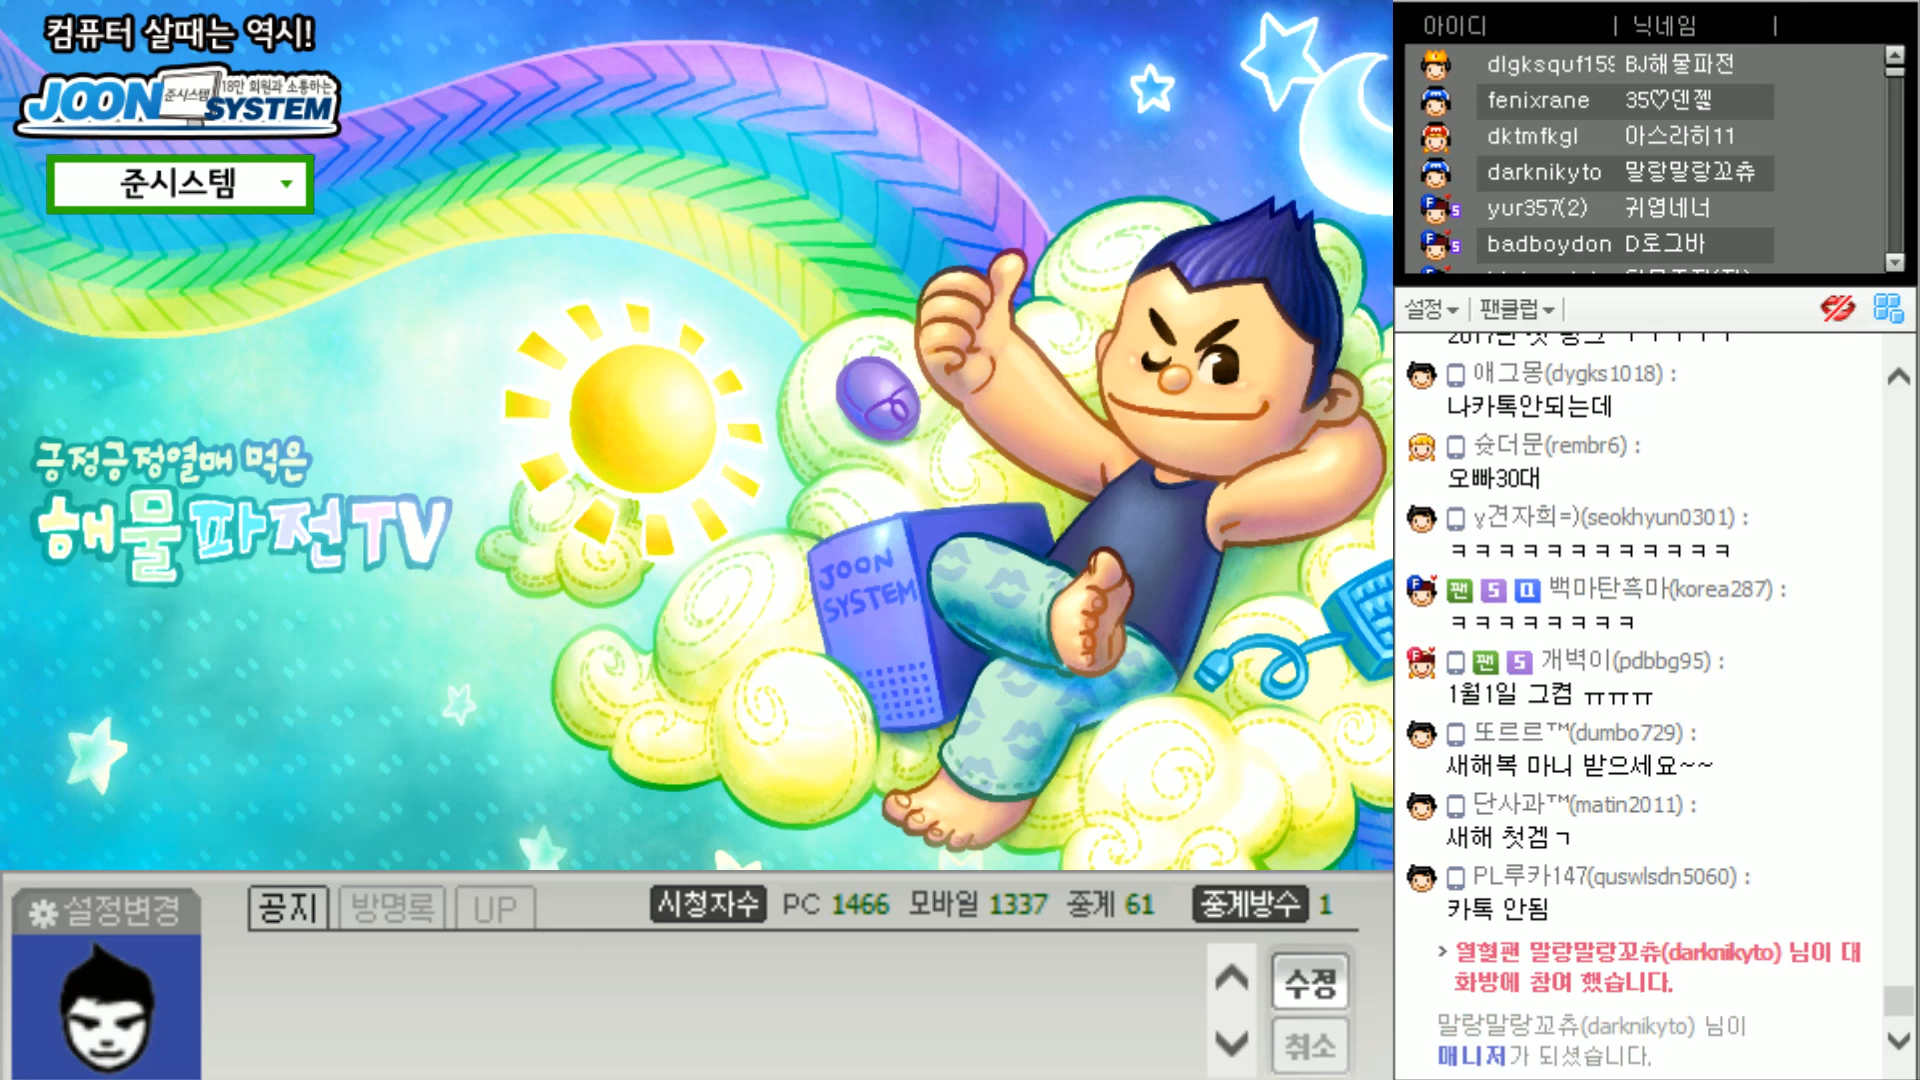 컴퓨터 살때는 역시!
18만 회원과 소통하는
JOON 준시스템 SYSTEM
준시스템
긍정긍정열매 먹은
해물파전TV
JOON
SYSTEM
설정변경
공지 방명록 UP
시청자수 PC 1466 모바일 1337 중계 61 중계방수 1
수정
취소
아이디 | 닉네임 |
dlgksquf159 BJ해물파전
fenixrane 35♡덴젤
dktmfkgl 아스라히11
darknikyto 말랑말랑꼬츄
yur357(2) 귀엽네너
badboydon D로그바
설정 팬클럽
애그몽(dygks1018) :
나카톡안되는데
슛더문(rembr6) :
오빠30대
y견자희=)(seokhyun0301) :
ㅋㅋㅋㅋㅋㅋㅋㅋㅋㅋㅋㅋ
팬 S Q 백마탄흑마(korea287) :
ㅋㅋㅋㅋㅋㅋㅋㅋ
팬 S 개벽이(pdbbg95) :
1월1일 그켬 ㅠㅠㅠ
또르르™(dumbo729) :
새해복 마니 받으세요~~
단사과™(matin2011) :
새해 첫겜ㄱ
PL루카147(quswlsdn5060) :
카톡 안됨
> 열혈팬 말랑말랑꼬츄(darknikyto) 님이 대
화방에 참여 했습니다.
말랑말랑꼬츄(darknikyto) 님이
매니저가 되셨습니다.